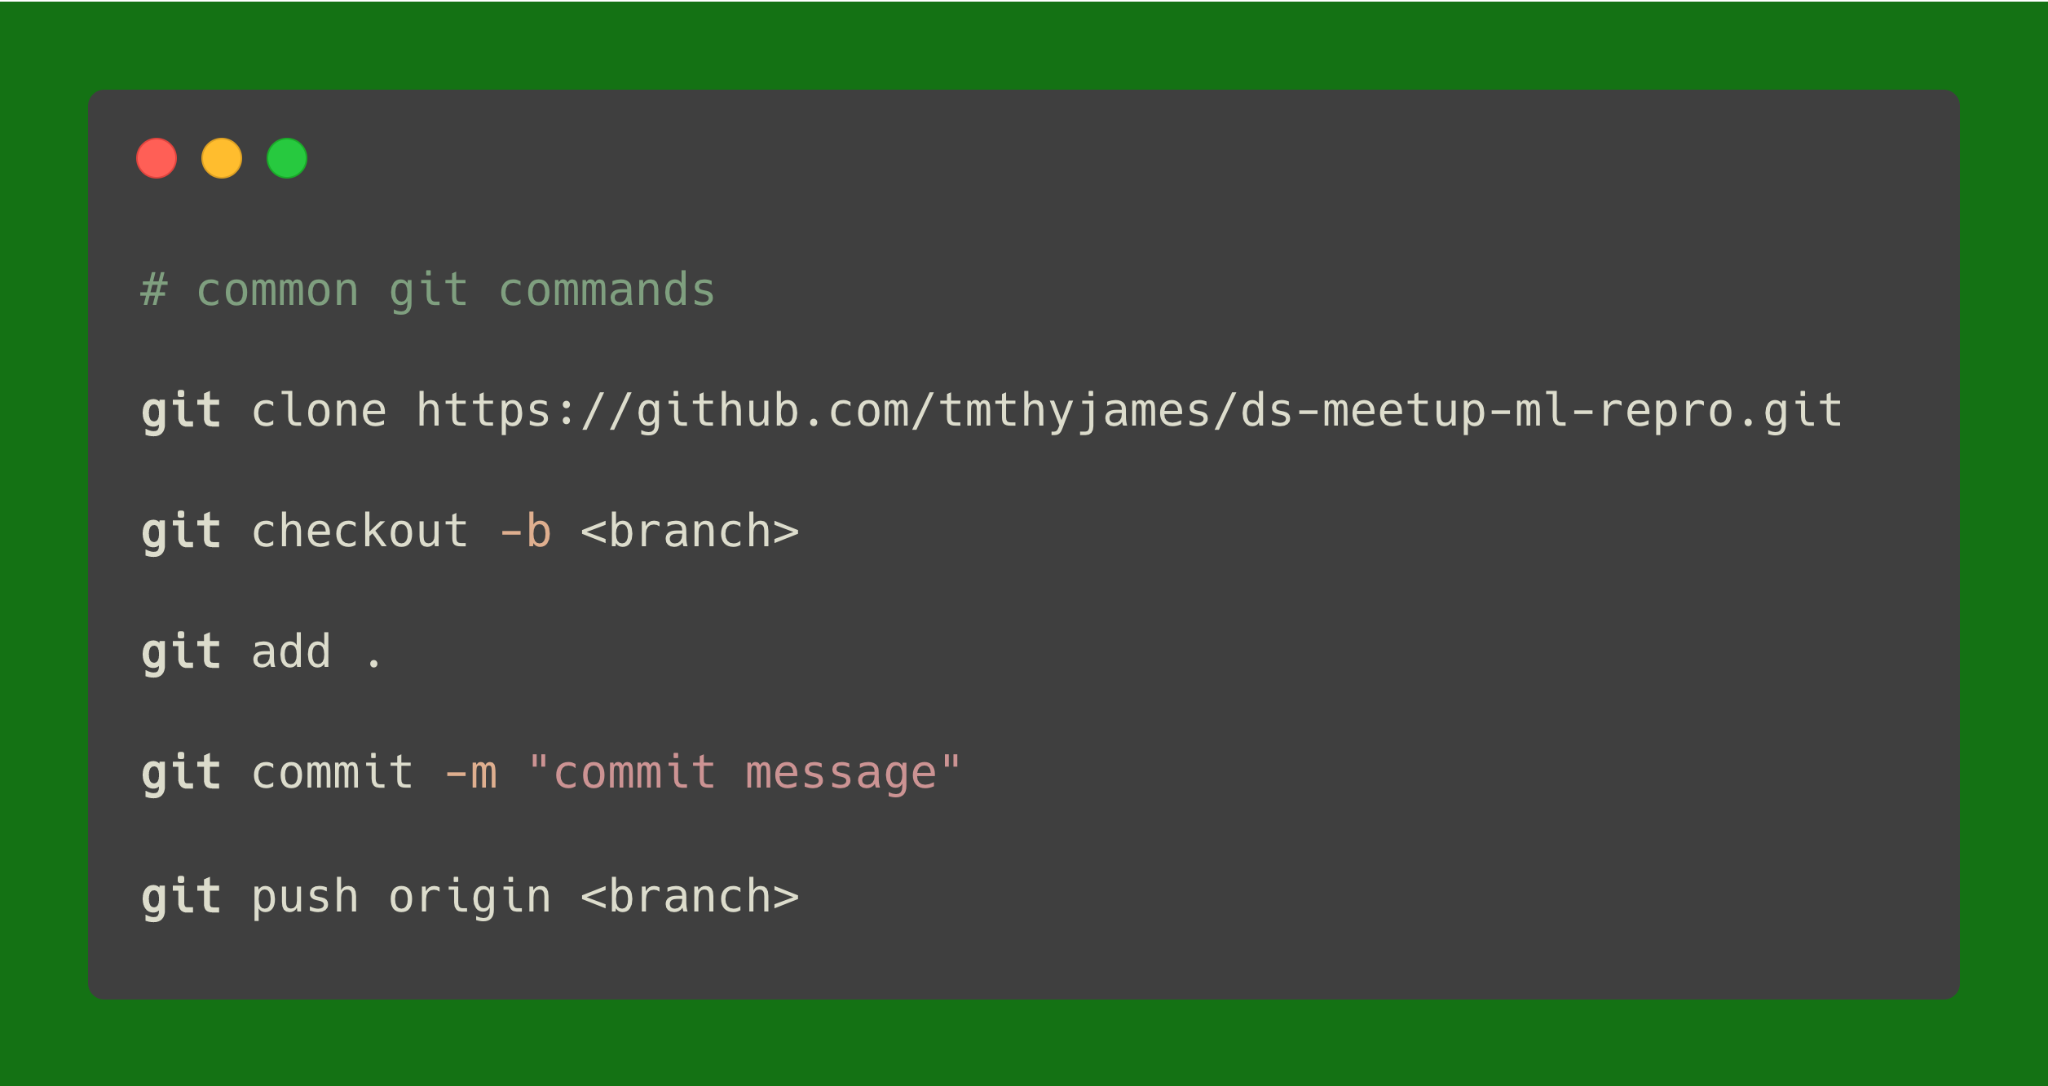 # common git commands
git clone https://github.com/tmthyjames/ds-meetup-ml-repro.git
git checkout -b <branch>
git add .
git commit -m "commit message"
git push origin <branch>